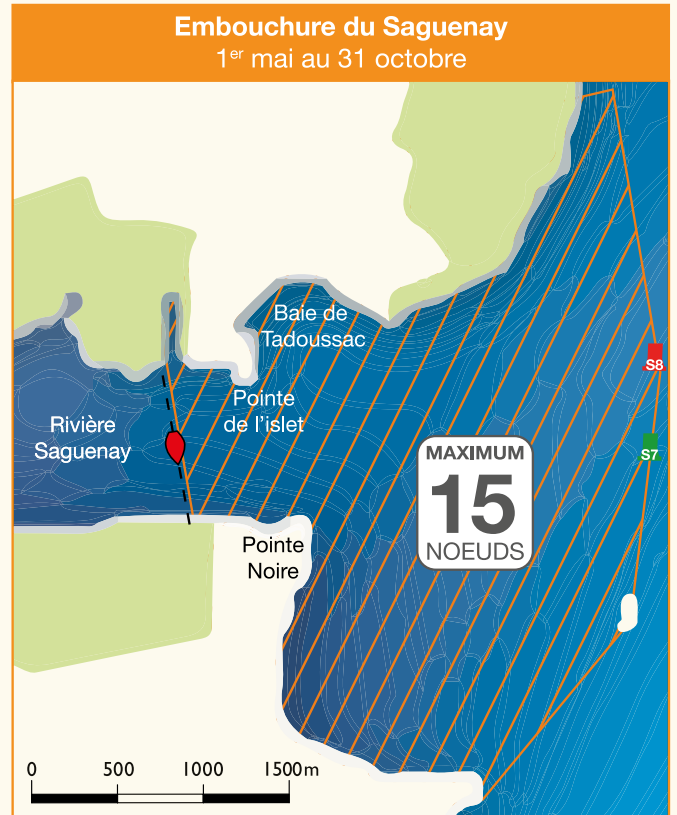 Embouchure du Saguenay
1er mai au 31 octobre
Baie de
Tadoussac
S8
Pointe
de l'islet
Rivière
Saguenay
S7
MAXIMUM
15
NOEUDS
Pointe
Noire
0 500 1000 1500m